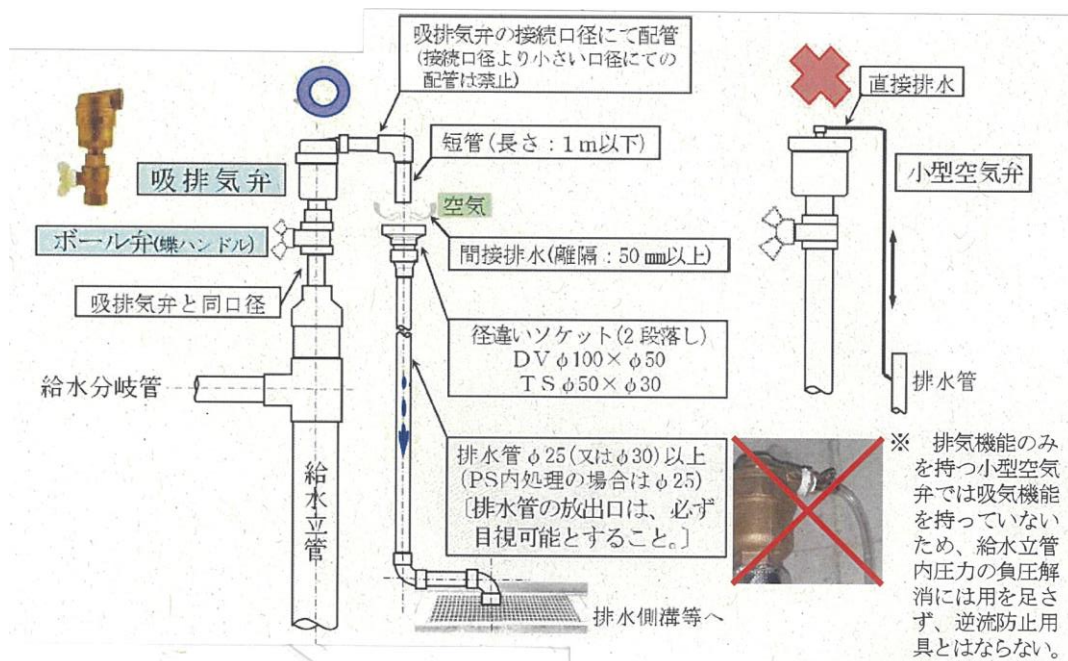 吸排気弁の接続口径にて配管
(接続口径より小さい口径にての
配管は禁止)
短管(長さ:1m以下)
吸排気弁
空気
ボール弁(蝶ハンドル)
間接排水(離隔:50㎜以上)
吸排気弁と同口径
径違いソケット(2段落し)
DVφ100×φ50
TSφ50×φ30
給水分岐管
排水管φ25(又はφ30)以上
(PS内処理の場合はφ25)
〔排水管の放出口は、必ず
目視可能とすること。〕
給水立管
排水側溝等へ
直接排水
小型空気弁
排水管
※ 排気機能のみ
を持つ小型空気
弁では吸気機能
を持っていない
ため、給水立管
内圧力の負圧解
消には用を足さ
ず、逆流防止用
具とはならない。